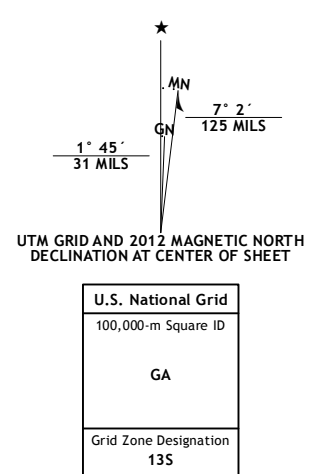 ★
MN
GN
7° 2´
125 MILS
1° 45´
31 MILS
UTM GRID AND 2012 MAGNETIC NORTH
DECLINATION AT CENTER OF SHEET
U.S. National Grid
100,000-m Square ID
GA
Grid Zone Designation
13S